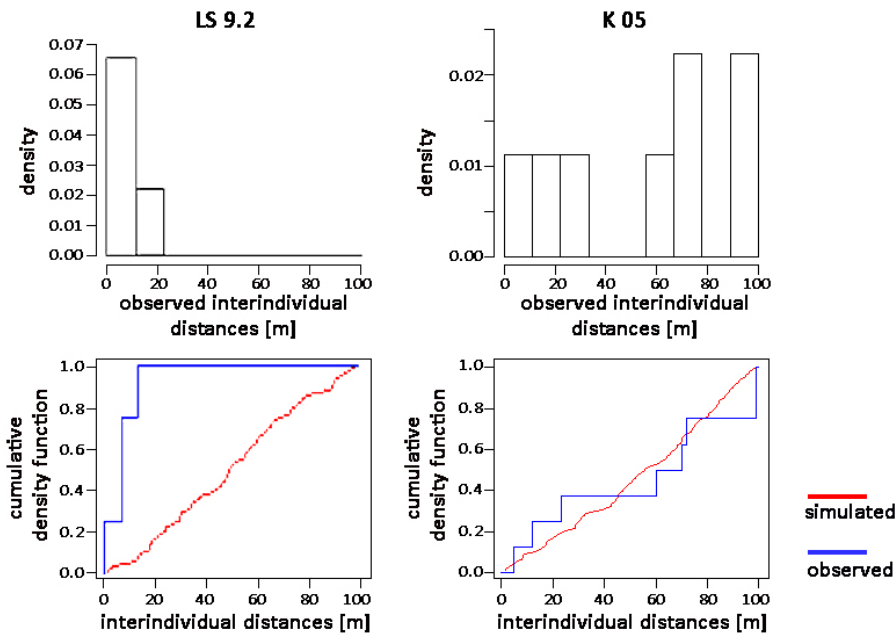 LS 9.2
K 05
0.07
0.06
0.05
0.04
0.03
0.02
0.01
0.00
density
0 20 40 60 80 100
observed interindividual
distances [m]
0.02
0.01
0.00
density
0 20 40 60 80 100
observed interindividual
distances [m]
1.0
0.8
0.6
0.4
0.2
0.0
cumulative
density function
0 20 40 60 80 100
interindividual distances [m]
1.0
0.8
0.6
0.4
0.2
0.0
cumulative
density function
0 20 40 60 80 100
interindividual distances [m]
simulated
observed